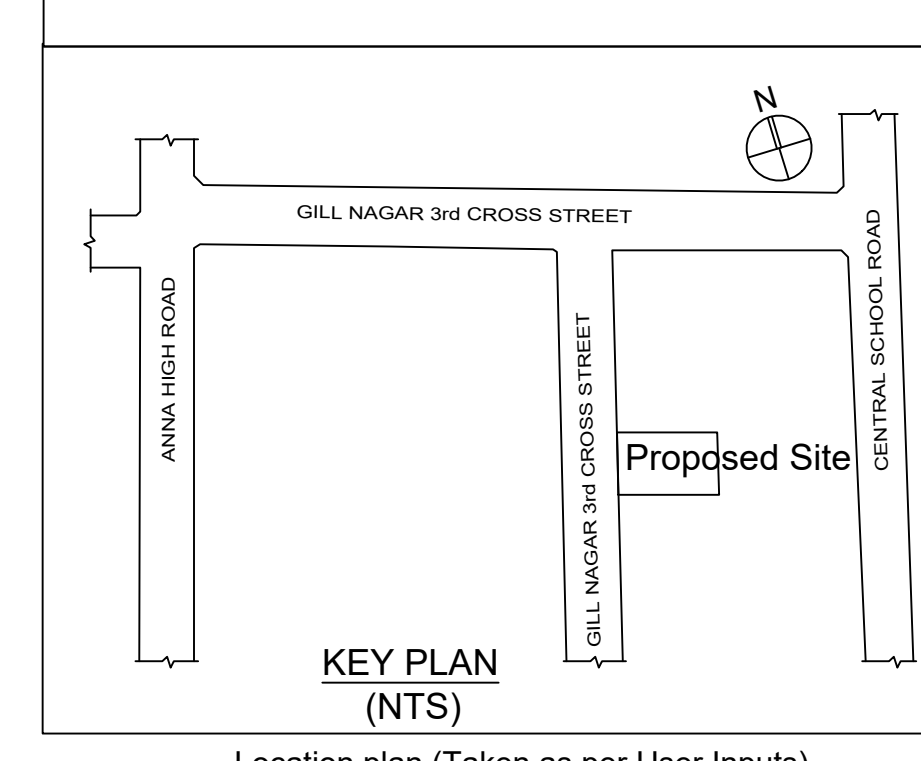 N
GILL NAGAR 3rd CROSS STREET
ANNA HIGH ROAD
GILL NAGAR 3rd CROSS STREET
CENTRAL SCHOOL ROAD
Proposed Site
KEY PLAN
(NTS)
Location plan (Taken as per User Inputs)